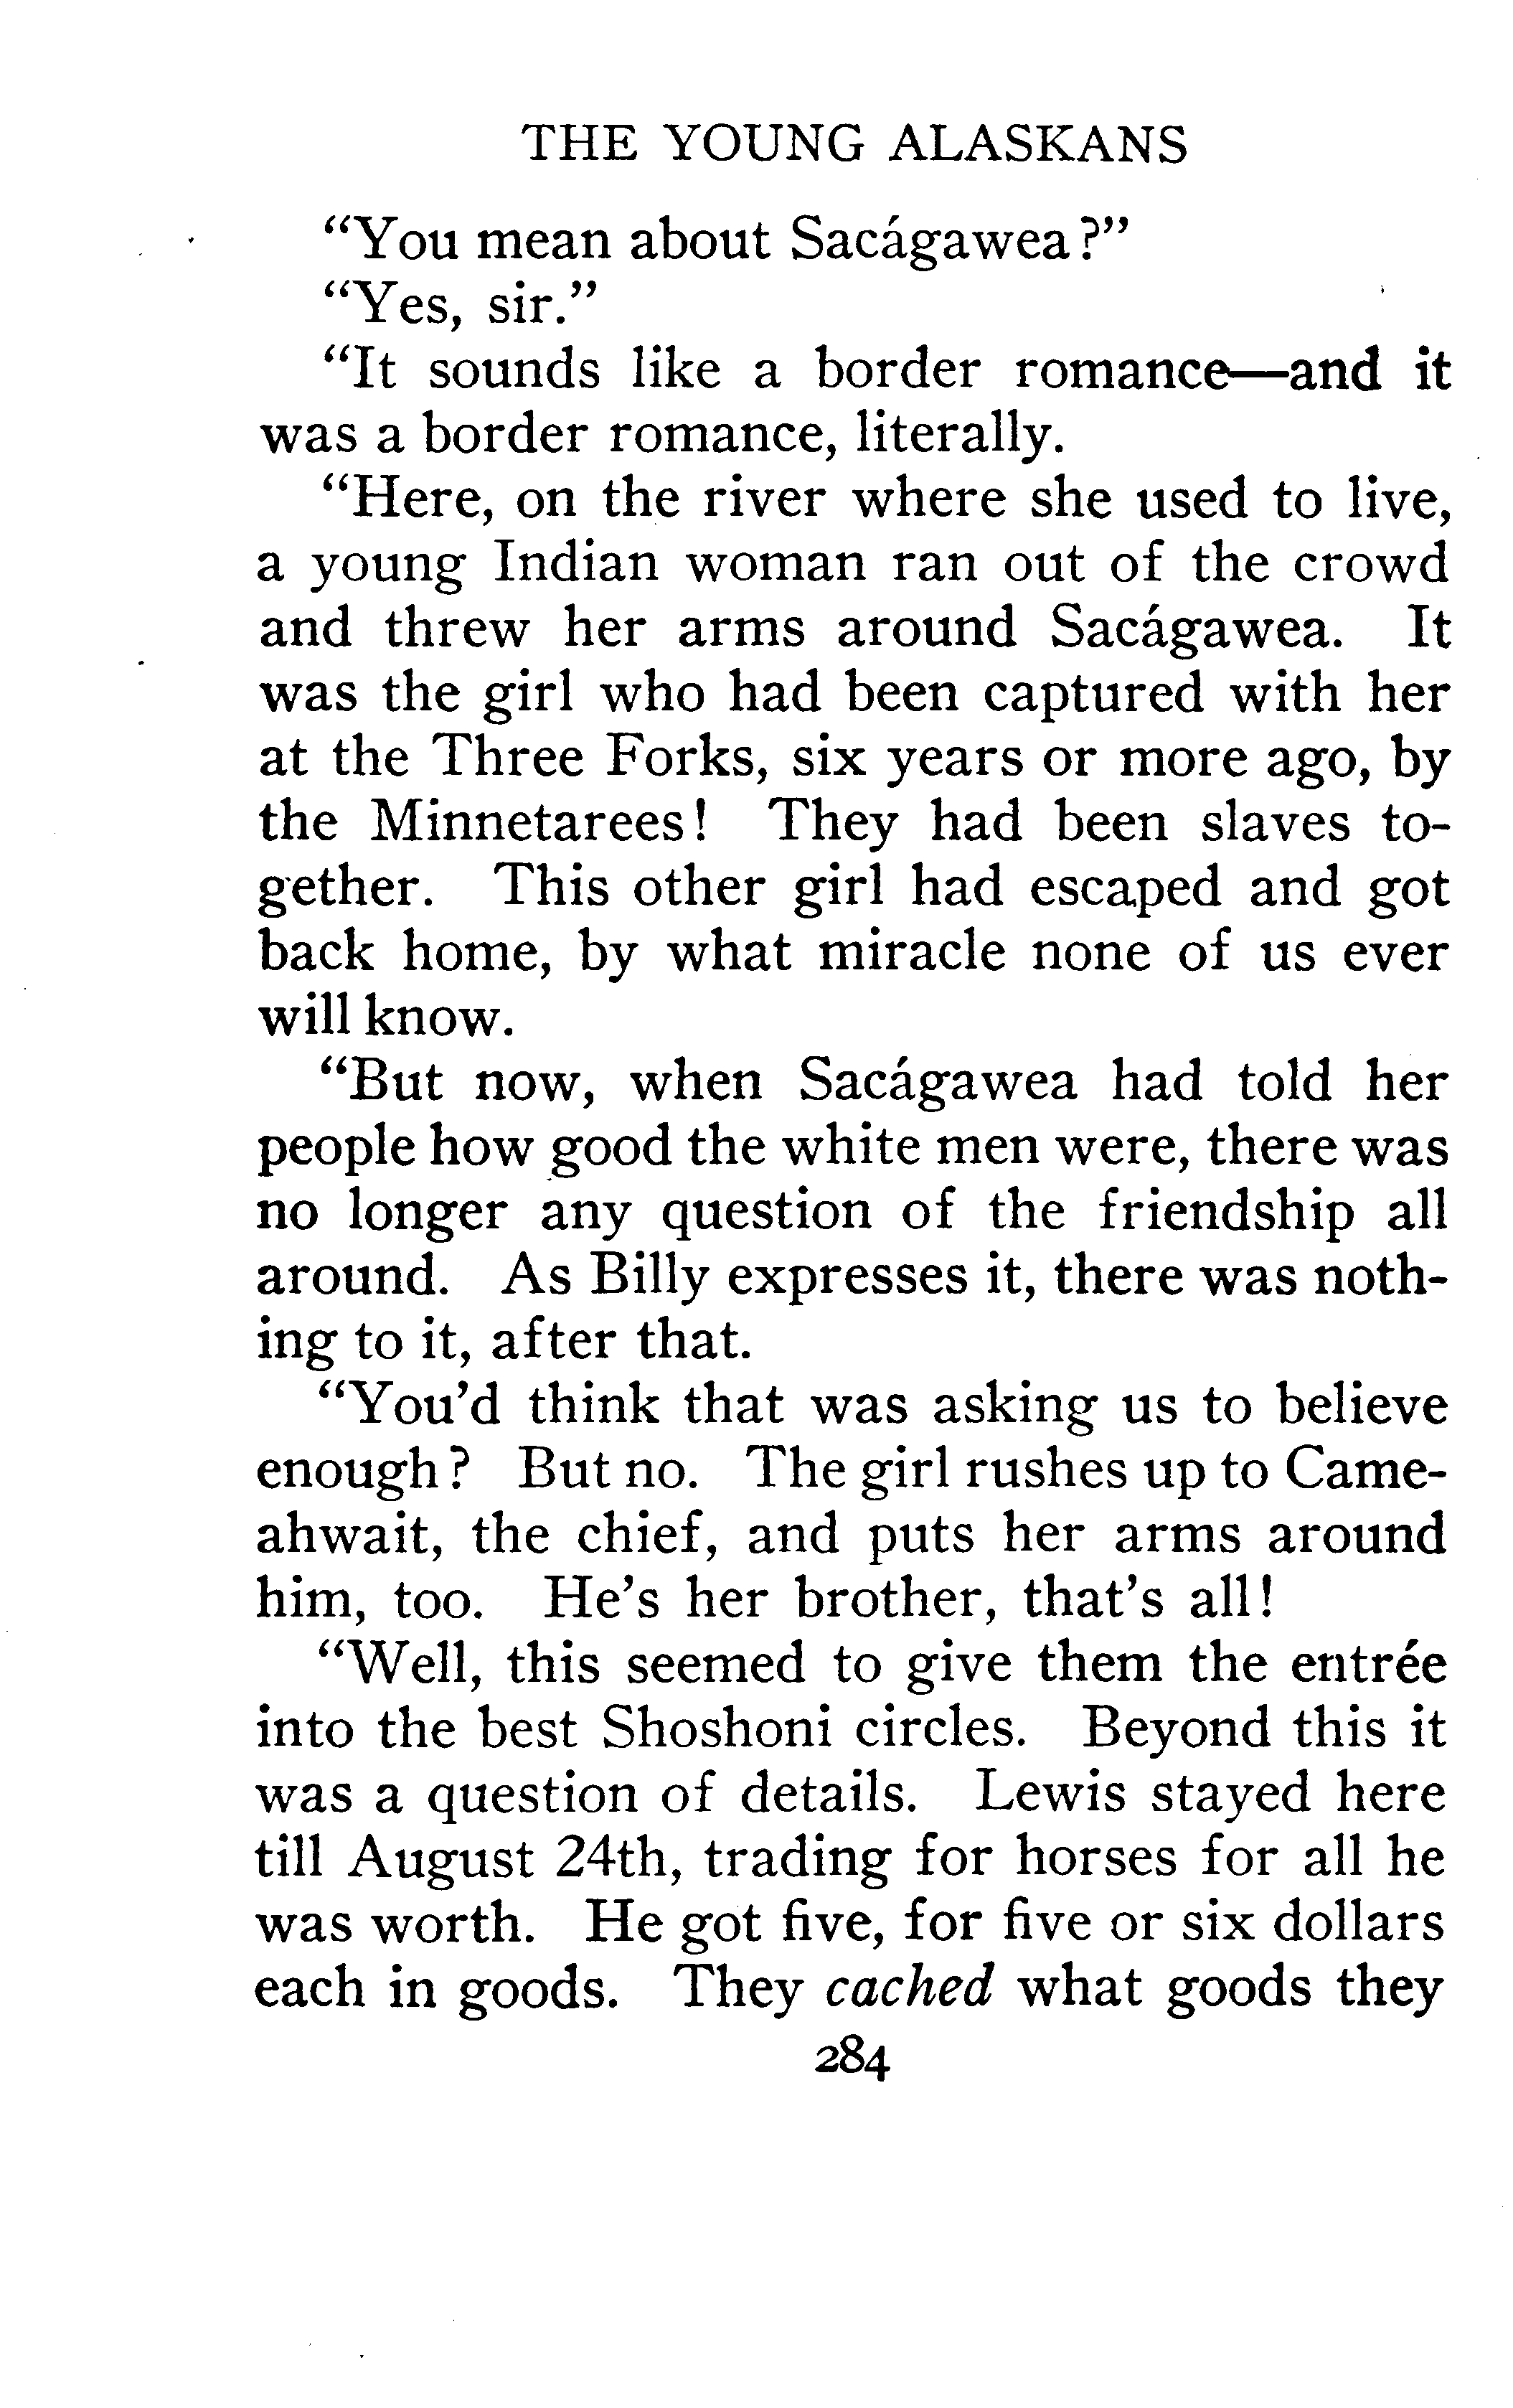 THE YOUNG ALASKANS
“You mean about Sacágawea?”
“Yes, sir.”
“It sounds like a border romance—and it
was a border romance, literally.
“Here, on the river where she used to live,
a young Indian woman ran out of the crowd
and threw her arms around Sacágawea. It
was the girl who had been captured with her
at the Three Forks, six years or more ago, by
the Minnetarees! They had been slaves to-
gether. This other girl had escaped and got
back home, by what miracle none of us ever
will know.
“But now, when Sacágawea had told her
people how good the white men were, there was
no longer any question of the friendship all
around. As Billy expresses it, there was noth-
ing to it, after that.
“You’d think that was asking us to believe
enough? But no. The girl rushes up to Came-
ahwait, the chief, and puts her arms around
him, too. He’s her brother, that’s all!
“Well, this seemed to give them the entrée
into the best Shoshoni circles. Beyond this it
was a question of details. Lewis stayed here
till August 24th, trading for horses for all he
was worth. He got five, for five or six dollars
each in goods. They cached what goods they
284